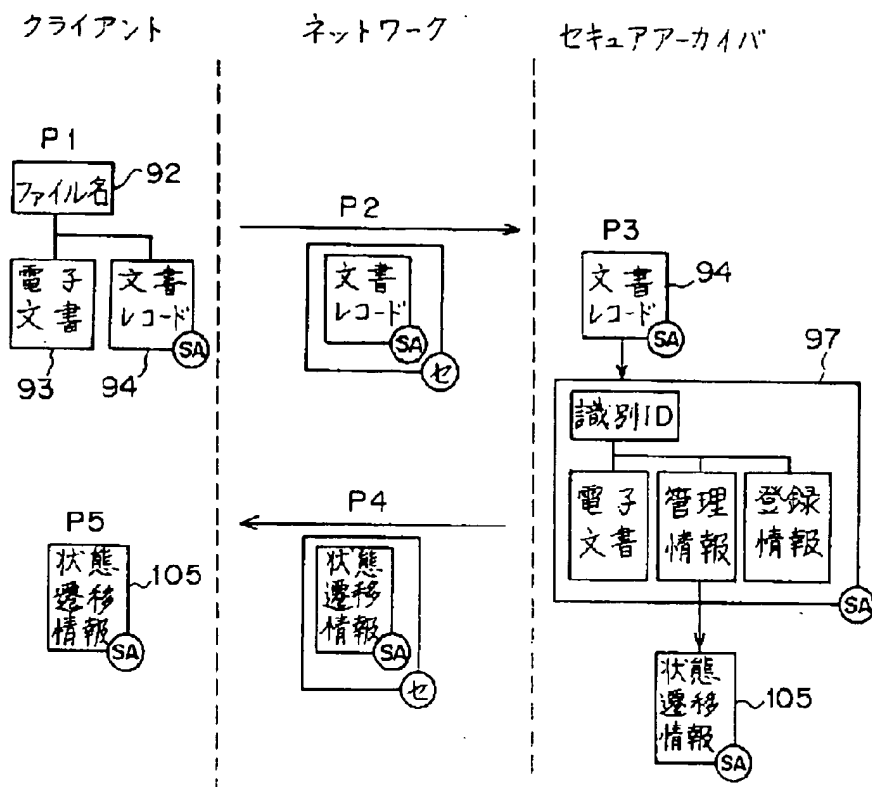 クライアント
ネットワーク
セキュアアーカイバ
P1
ファイル名
92
電子
文書
93
文書
レコード
SA
94
P2
文書
レコード
SA
セ
P3
文書
レコード
SA
94
97
識別ID
電子
文書
管理
情報
登録
情報
SA
状態
遷移
情報
SA
105
P4
状態
遷移
情報
SA
セ
P5
状態
遷移
情報
SA
105